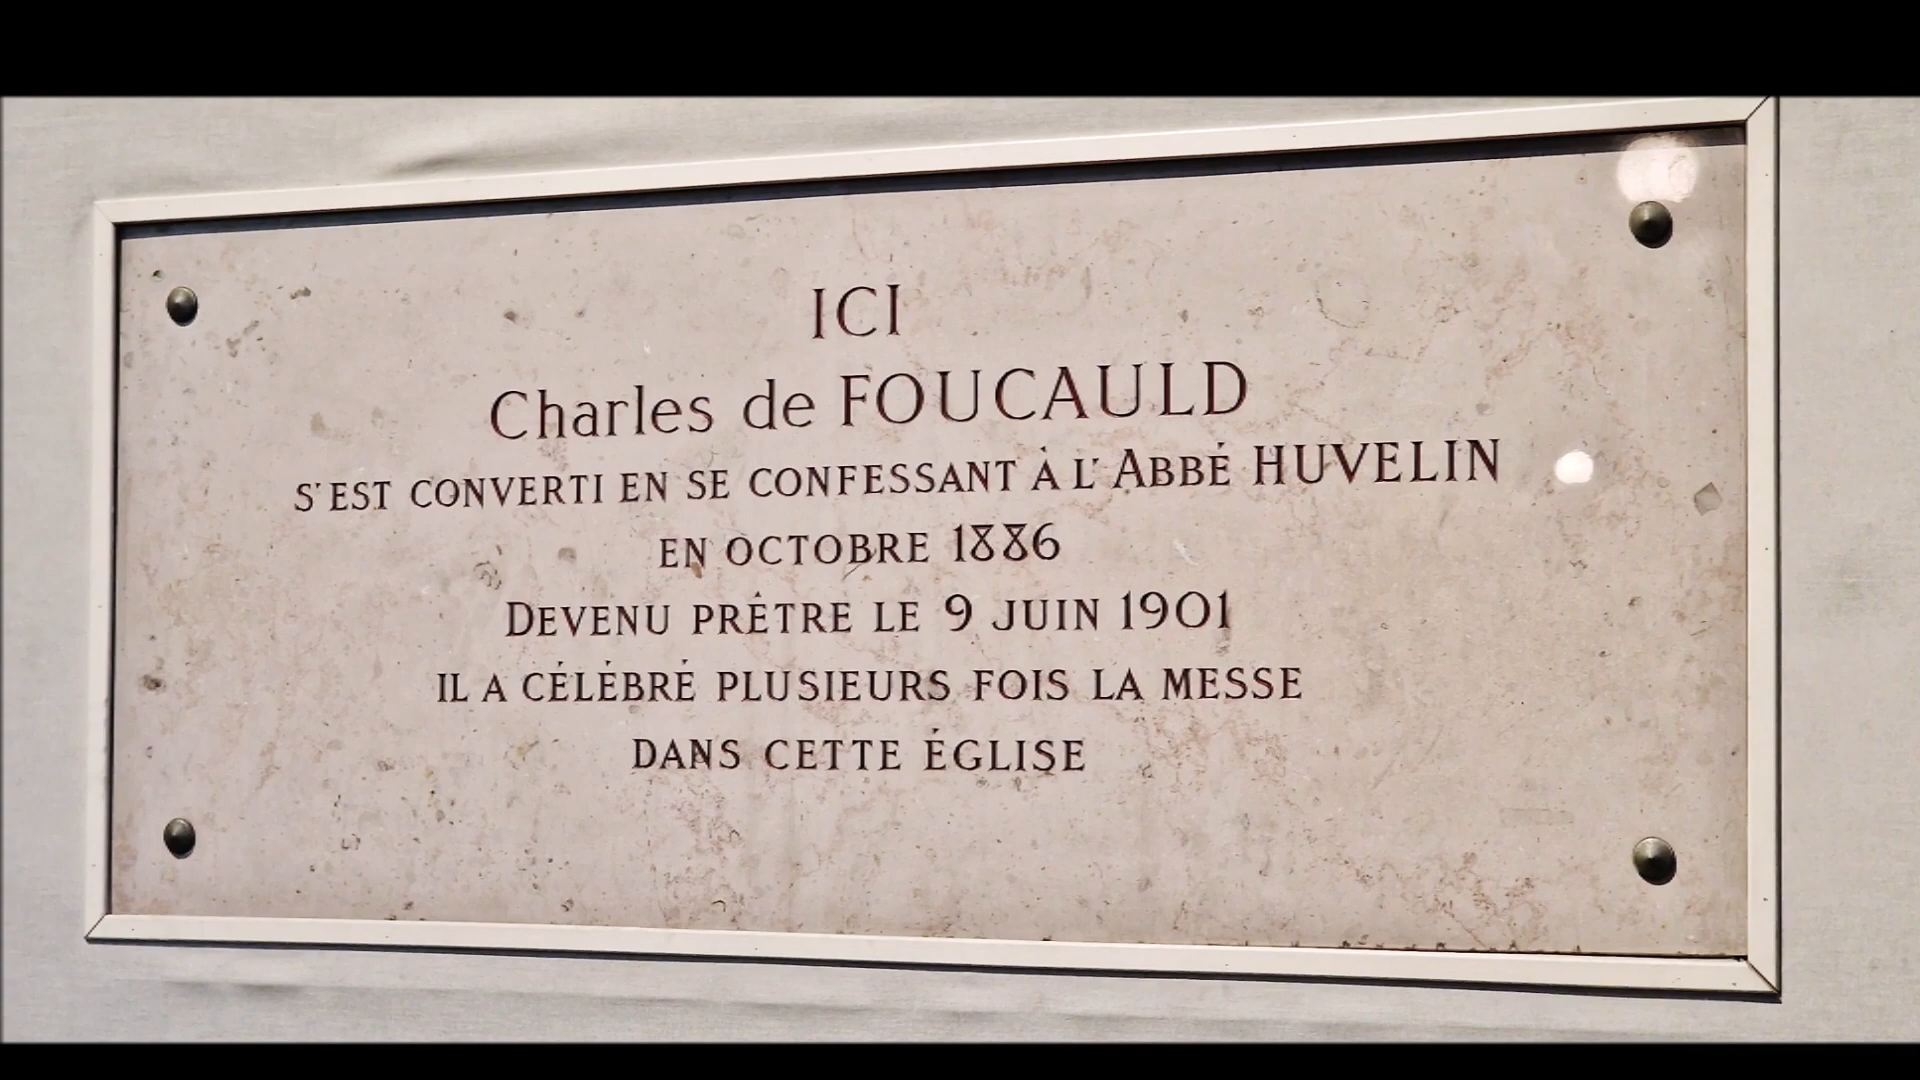 ICI
Charles de FOUCAULD
S'EST CONVERTI EN SE CONFESSANT À L'ABBÉ HUVELIN
EN OCTOBRE 1886
DEVENU PRÊTRE LE 9 JUIN 1901
IL A CÉLÉBRÉ PLUSIEURS FOIS LA MESSE
DANS CETTE ÉGLISE